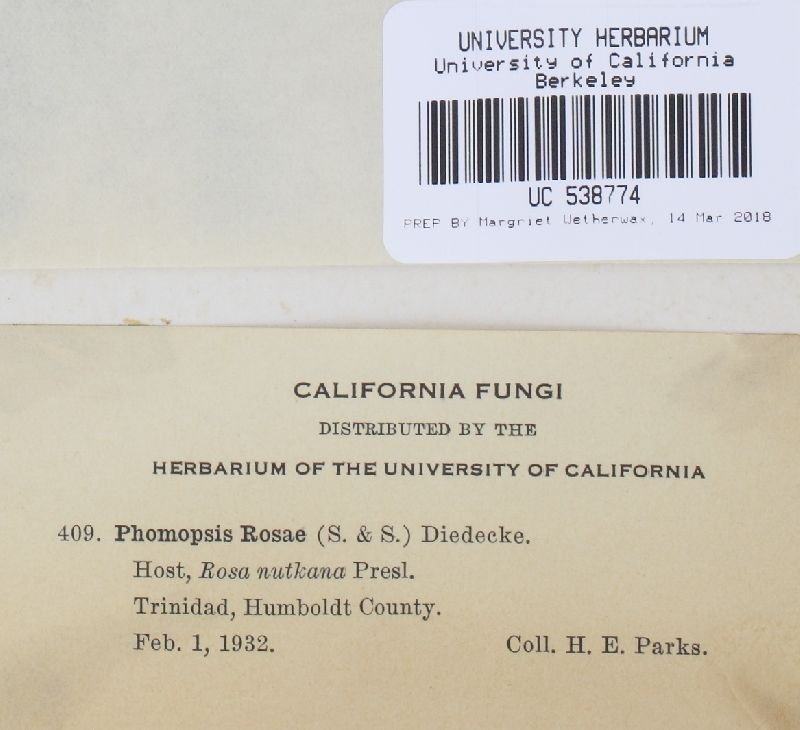 UNIVERSITY HERBARIUM
University of California
Berkeley
UC 538774
PREP BY Margriet Wetherwax, 14 Mar 2018
CALIFORNIA FUNGI
DISTRIBUTED BY THE
HERBARIUM OF THE UNIVERSITY OF CALIFORNIA
409. Phomopsis Rosae (S. & S.) Diedecke.
Host, Rosa nutkana Presl.
Trinidad, Humboldt County.
Feb. 1, 1932. Coll. H. E. Parks.